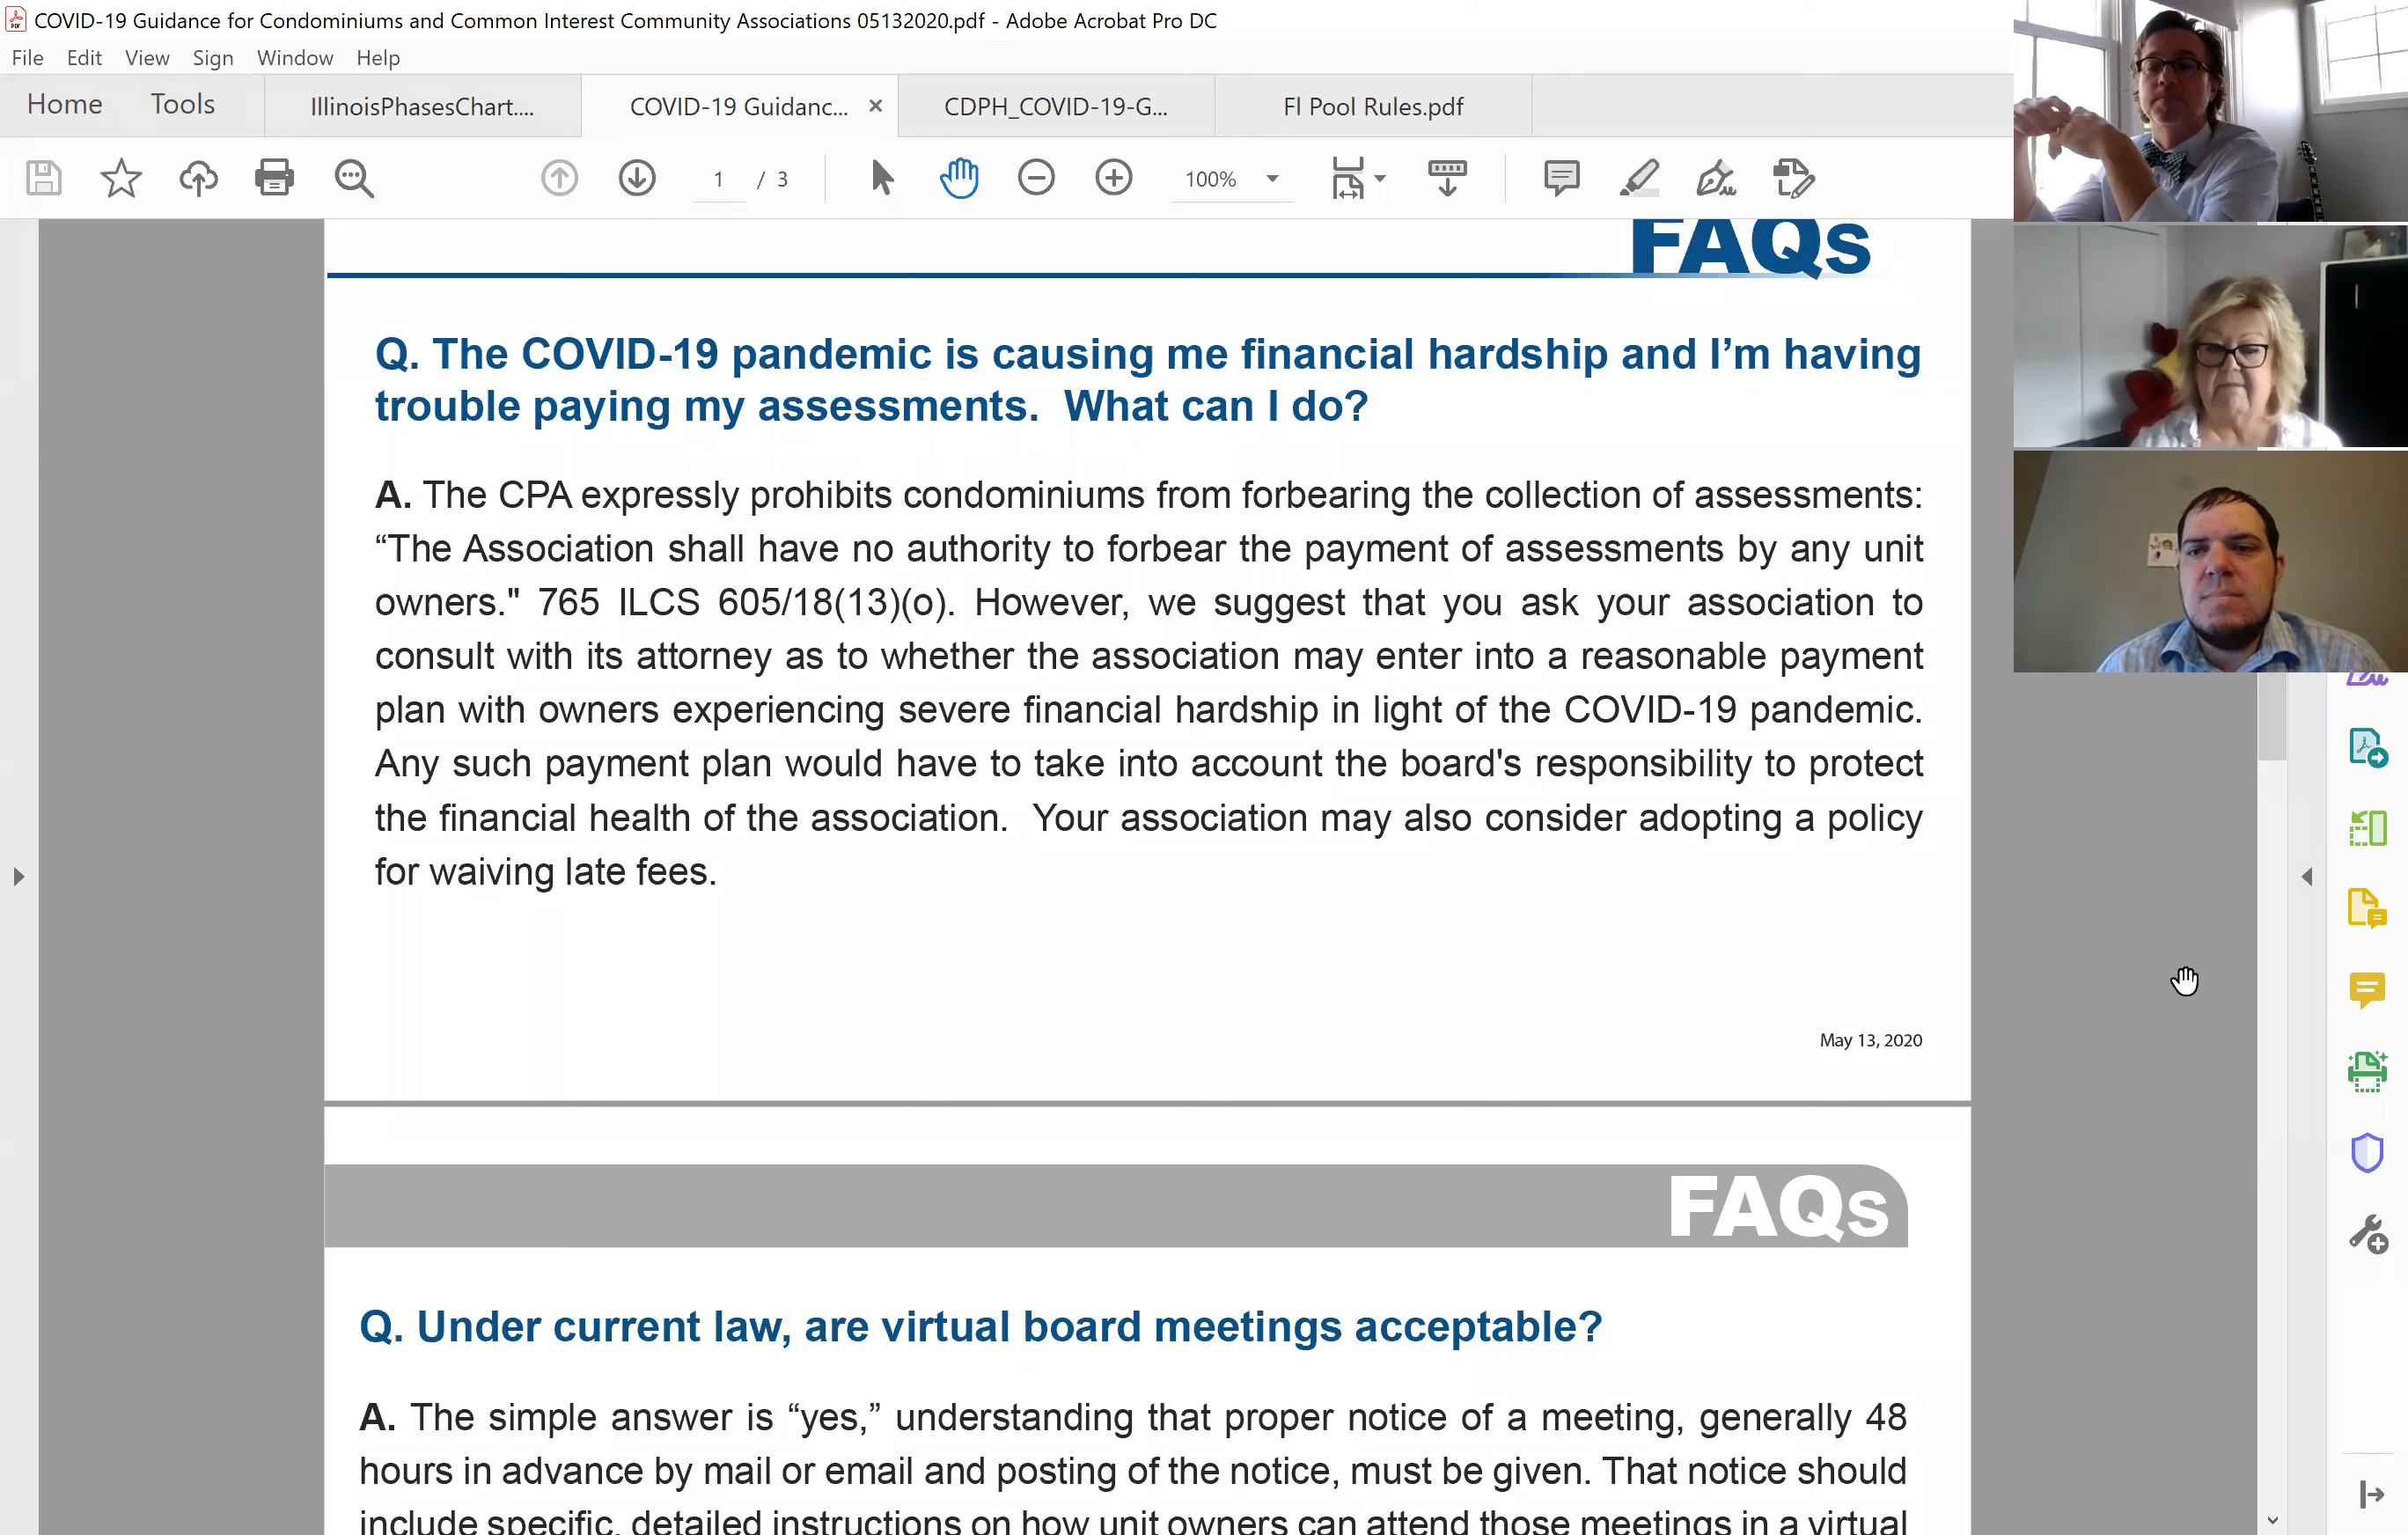 COVID-19 Guidance for Condominiums and Common Interest Community Associations 05132020.pdf - Adobe Acrobat Pro DC
File Edit View Sign Window Help
Home Tools IllinoisPhasesChart.... COVID-19 Guidanc... × CDPH_COVID-19-G... Fl Pool Rules.pdf
1 / 3 100%
FAQs
Q. The COVID-19 pandemic is causing me financial hardship and I’m having
trouble paying my assessments. What can I do?
A. The CPA expressly prohibits condominiums from forbearing the collection of assessments:
“The Association shall have no authority to forbear the payment of assessments by any unit
owners." 765 ILCS 605/18(13)(o). However, we suggest that you ask your association to
consult with its attorney as to whether the association may enter into a reasonable payment
plan with owners experiencing severe financial hardship in light of the COVID-19 pandemic.
Any such payment plan would have to take into account the board's responsibility to protect
the financial health of the association. Your association may also consider adopting a policy
for waiving late fees.
May 13, 2020
FAQs
Q. Under current law, are virtual board meetings acceptable?
A. The simple answer is “yes,” understanding that proper notice of a meeting, generally 48
hours in advance by mail or email and posting of the notice, must be given. That notice should
include specific, detailed instructions on how unit owners can attend those meetings in a virtual